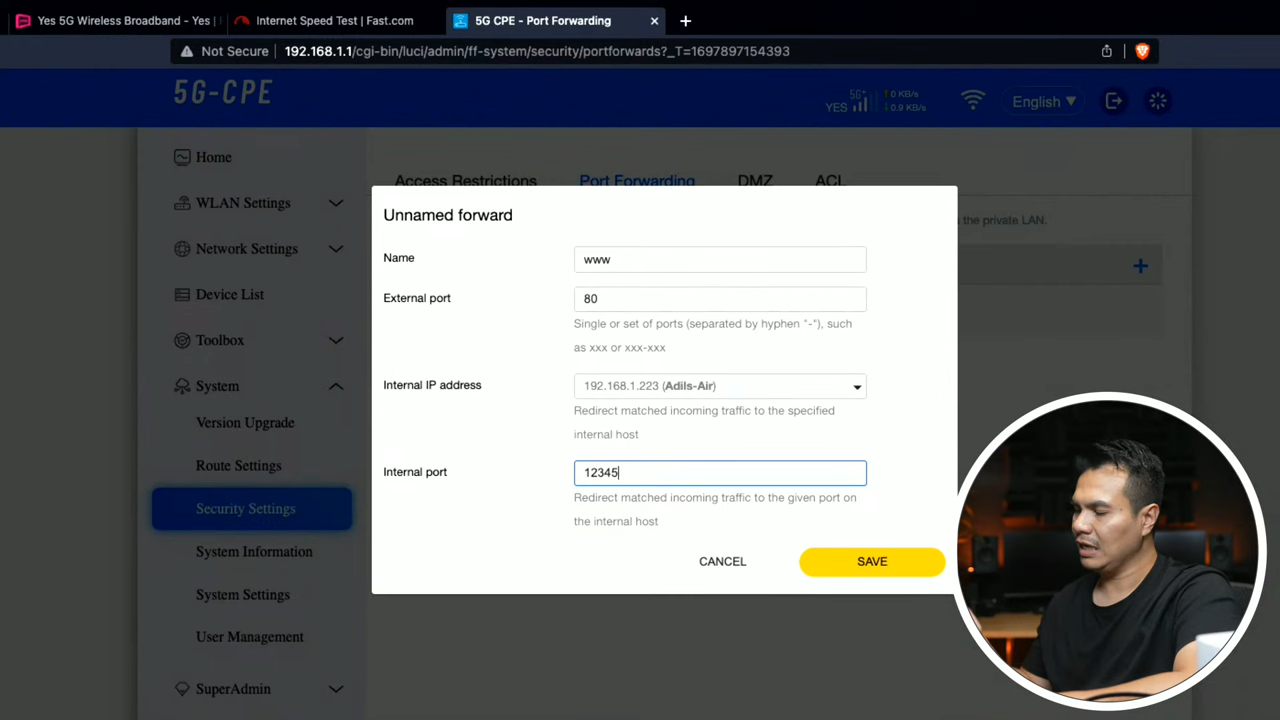 Yes 5G Wireless Broadband - Yes |
Internet Speed Test | Fast.com
5G CPE - Port Forwarding
Not Secure
192.168.1.1/cgi-bin/luci/admin/ff-system/security/portforwards?_T=1697897154393
5G-CPE
YES
5G+
0 KB/s
0.9 KB/s
English
Home
WLAN Settings
Network Settings
Device List
Toolbox
System
Version Upgrade
Route Settings
Security Settings
System Information
System Settings
User Management
SuperAdmin
Access Restrictions
Port Forwarding
DMZ
ACL
the private LAN.
Unnamed forward
Name
www
External port
80
Single or set of ports (separated by hyphen "-"), such
as xxx or xxx-xxx
Internal IP address
192.168.1.223 (Adils-Air)
Redirect matched incoming traffic to the specified
internal host
Internal port
12345
Redirect matched incoming traffic to the given port on
the internal host
CANCEL
SAVE